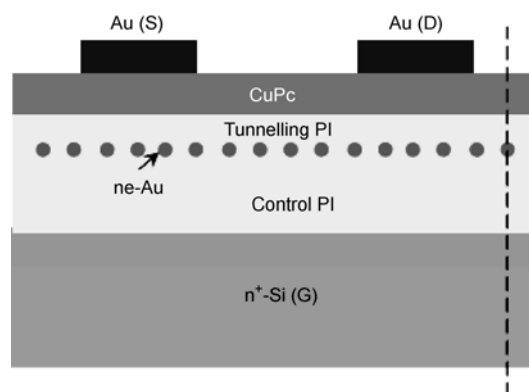 Au (S)
Au (D)
CuPc
Tunnelling PI
ne-Au
Control PI
n⁺-Si (G)